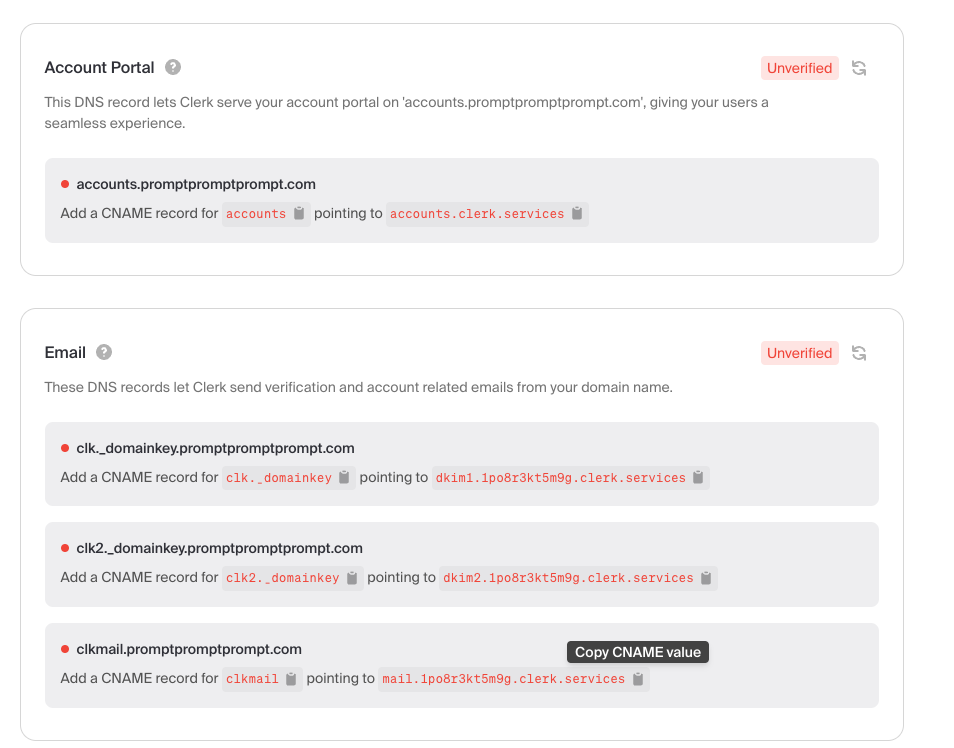 Account Portal ?
Unverified
This DNS record lets Clerk serve your account portal on 'accounts.promptpromptprompt.com', giving your users a
seamless experience.
accounts.promptpromptprompt.com
Add a CNAME record for accounts pointing to accounts.clerk.services
Email ?
Unverified
These DNS records let Clerk send verification and account related emails from your domain name.
clk._domainkey.promptpromptprompt.com
Add a CNAME record for clk._domainkey pointing to dkim1.1po8r3kt5m9g.clerk.services
clk2._domainkey.promptpromptprompt.com
Add a CNAME record for clk2._domainkey pointing to dkim2.1po8r3kt5m9g.clerk.services
clkmail.promptpromptprompt.com
Copy CNAME value
Add a CNAME record for clkmail pointing to mail.1po8r3kt5m9g.clerk.services